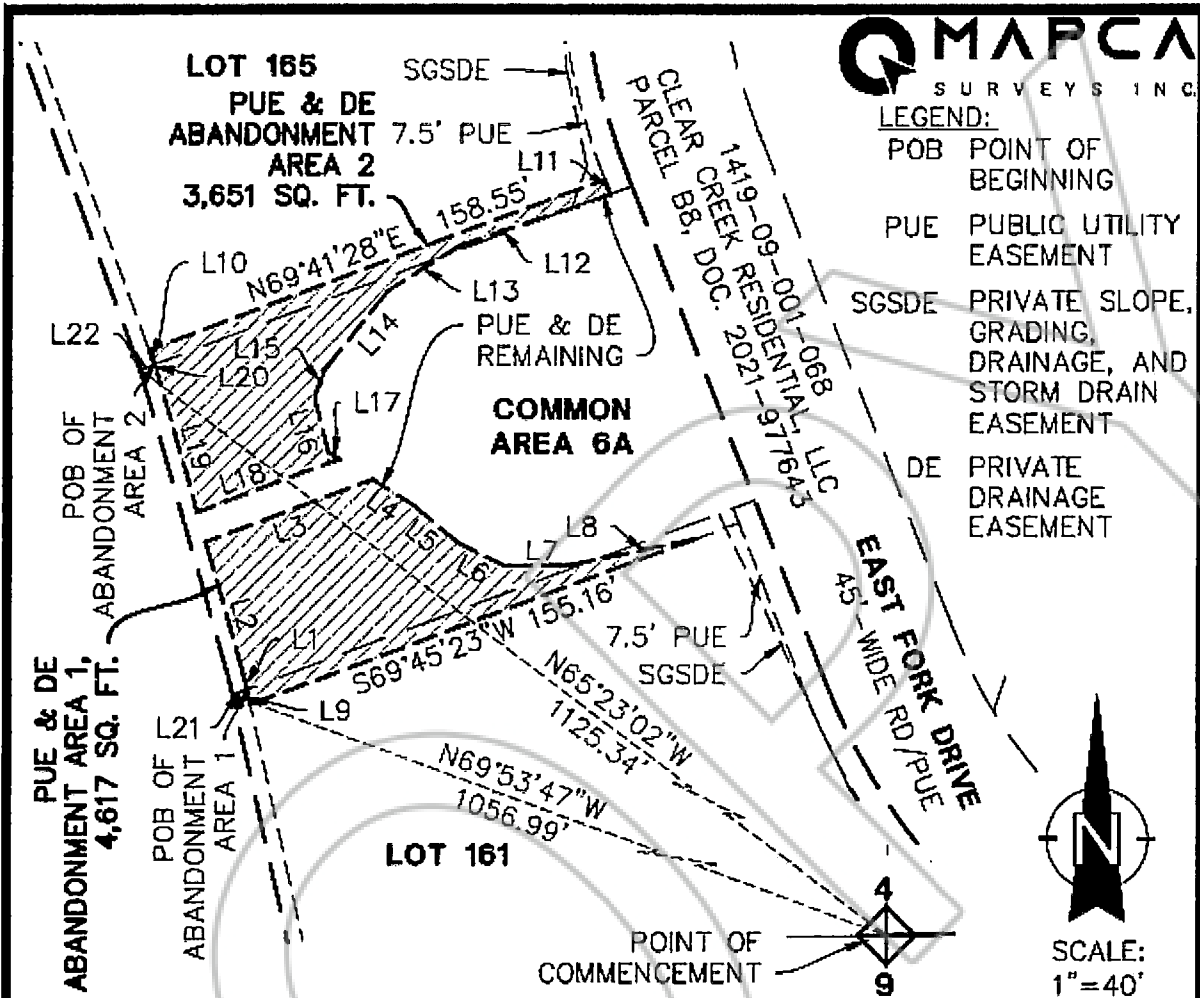 MAPCA
SURVEYS INC
LEGEND:
POB POINT OF
BEGINNING
PUE PUBLIC UTILITY
EASEMENT
SGSDE PRIVATE SLOPE,
GRADING,
DRAINAGE, AND
STORM DRAIN
EASEMENT
DE PRIVATE
DRAINAGE
EASEMENT
LOT 165
PUE & DE
ABANDONMENT
AREA 2
3,651 SQ. FT.
SGSDE
7.5' PUE
L11
158.55'
N69°41'28"E
L10
L12
L13
L22
L14
L15
L20
PUE & DE
REMAINING
L17
L16
L19
L18
COMMON
AREA 6A
POB OF
ABANDONMENT
AREA 2
1419-09-001-068
CLEAR CREEK RESIDENTIAL, LLC
PARCEL B8, DOC. 2021-977643
L3
L4
L5
L6
L7
L8
L2
L1
S69°45'23"W 155.16'
L9
L21
7.5' PUE
SGSDE
EAST FORK DRIVE
45' WIDE RD/PUE
PUE & DE
ABANDONMENT AREA 1,
4,617 SQ. FT.
POB OF
ABANDONMENT
AREA 1
N65°23'02"W
1125.34'
N69°53'47"W
1056.99'
LOT 161
POINT OF
COMMENCEMENT
4
9
N
SCALE:
1"=40'